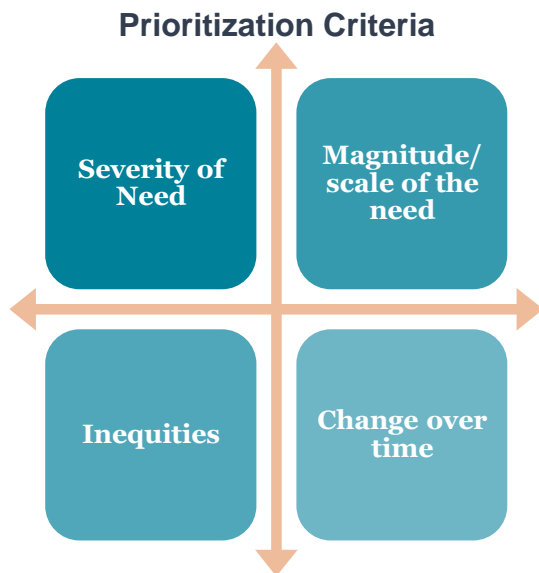 Prioritization Criteria
Severity of
Need
Magnitude/
scale of the
need
Inequities
Change over
time